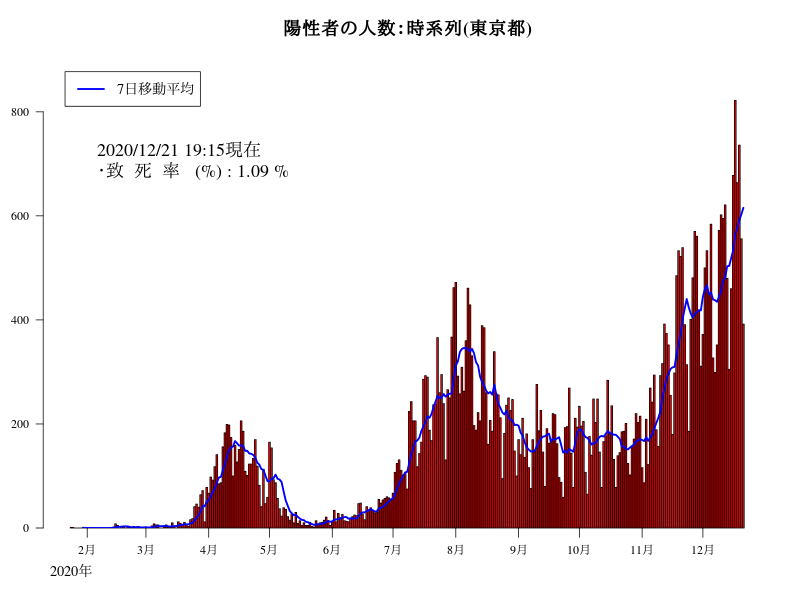 陽性者の人数:時系列(東京都)
7日移動平均
2020/12/21 19:15現在
・致 死 率 (%) : 1.09 %
800
600
400
200
0
2月 3月 4月 5月 6月 7月 8月 9月 10月 11月 12月
2020年